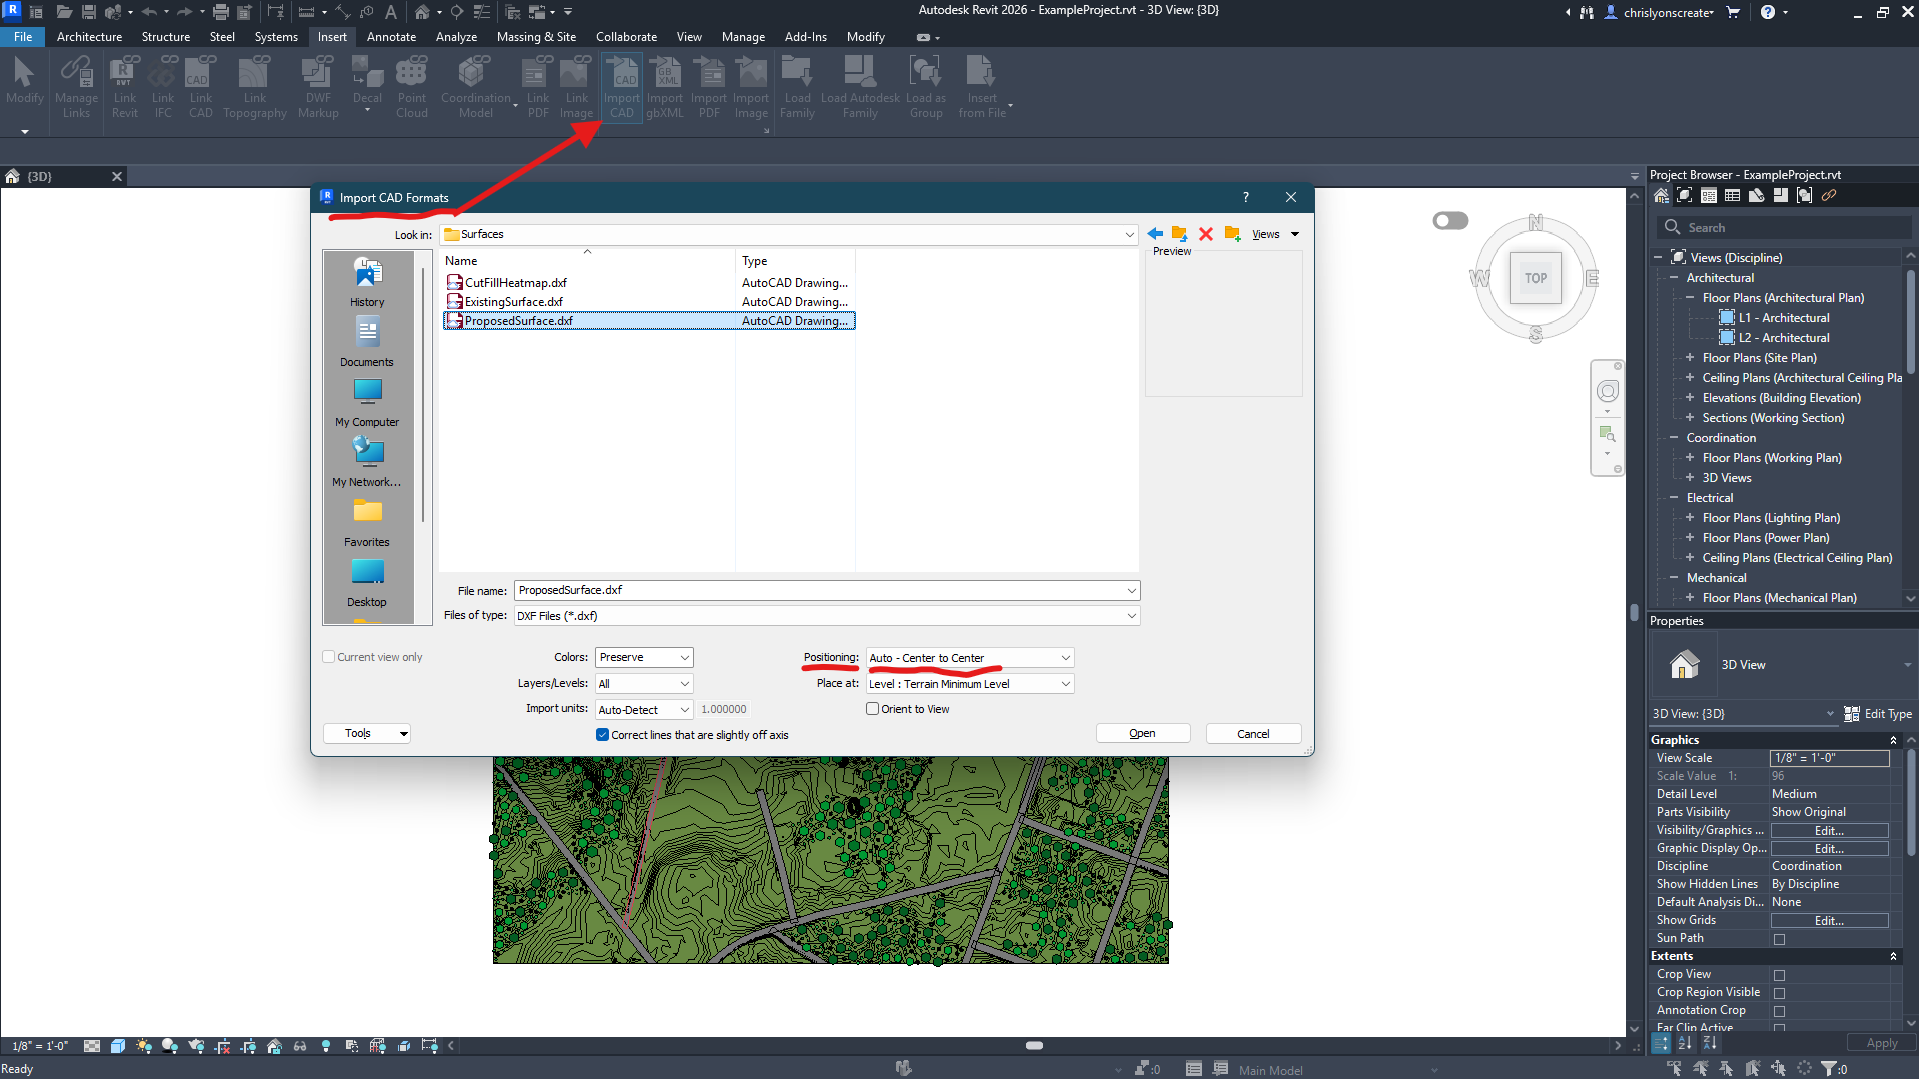 Autodesk Revit 2026 - ExampleProject.rvt - 3D View: {3D}
chrislyonscreate
File
Architecture
Structure
Steel
Systems
Insert
Annotate
Analyze
Massing & Site
Collaborate
View
Manage
Add-Ins
Modify
Modify
Manage Links
Link Revit
Link IFC
Link CAD
Link Topography
DWF Markup
Decal
Point Cloud
Coordination Model
Link PDF
Link Image
Import CAD
Import gbXML
Import PDF
Import Image
Load Family
Load Autodesk Family
Load as Group
Insert from File
{3D}
Import CAD Formats
Look in:
Surfaces
Views
Name
Type
Preview
CutFillHeatmap.dxf
AutoCAD Drawing...
ExistingSurface.dxf
AutoCAD Drawing...
ProposedSurface.dxf
AutoCAD Drawing...
History
Documents
My Computer
My Network...
Favorites
Desktop
File name:
ProposedSurface.dxf
Files of type:
DXF Files (*.dxf)
Current view only
Colors:
Preserve
Positioning:
Auto - Center to Center
Layers/Levels:
All
Place at:
Level : Terrain Minimum Level
Import units:
Auto-Detect
1.000000
Orient to View
Correct lines that are slightly off axis
Tools
Open
Cancel
N
W
TOP
E
S
Project Browser - ExampleProject.rvt
Search
Views (Discipline)
Architectural
Floor Plans (Architectural Plan)
L1 - Architectural
L2 - Architectural
Floor Plans (Site Plan)
Ceiling Plans (Architectural Ceiling Pla
Elevations (Building Elevation)
Sections (Working Section)
Coordination
Floor Plans (Working Plan)
3D Views
Electrical
Floor Plans (Lighting Plan)
Floor Plans (Power Plan)
Ceiling Plans (Electrical Ceiling Plan)
Mechanical
Floor Plans (Mechanical Plan)
Properties
3D View
3D View: {3D}
Edit Type
Graphics
View Scale
1/8" = 1'-0"
Scale Value 1:
96
Detail Level
Medium
Parts Visibility
Show Original
Visibility/Graphics ...
Edit...
Graphic Display Op...
Edit...
Discipline
Coordination
Show Hidden Lines
By Discipline
Default Analysis Di...
None
Show Grids
Edit...
Sun Path
Extents
Crop View
Crop Region Visible
Annotation Crop
Far Clip Active
Apply
1/8" = 1'-0"
Ready
:0
Main Model
:0